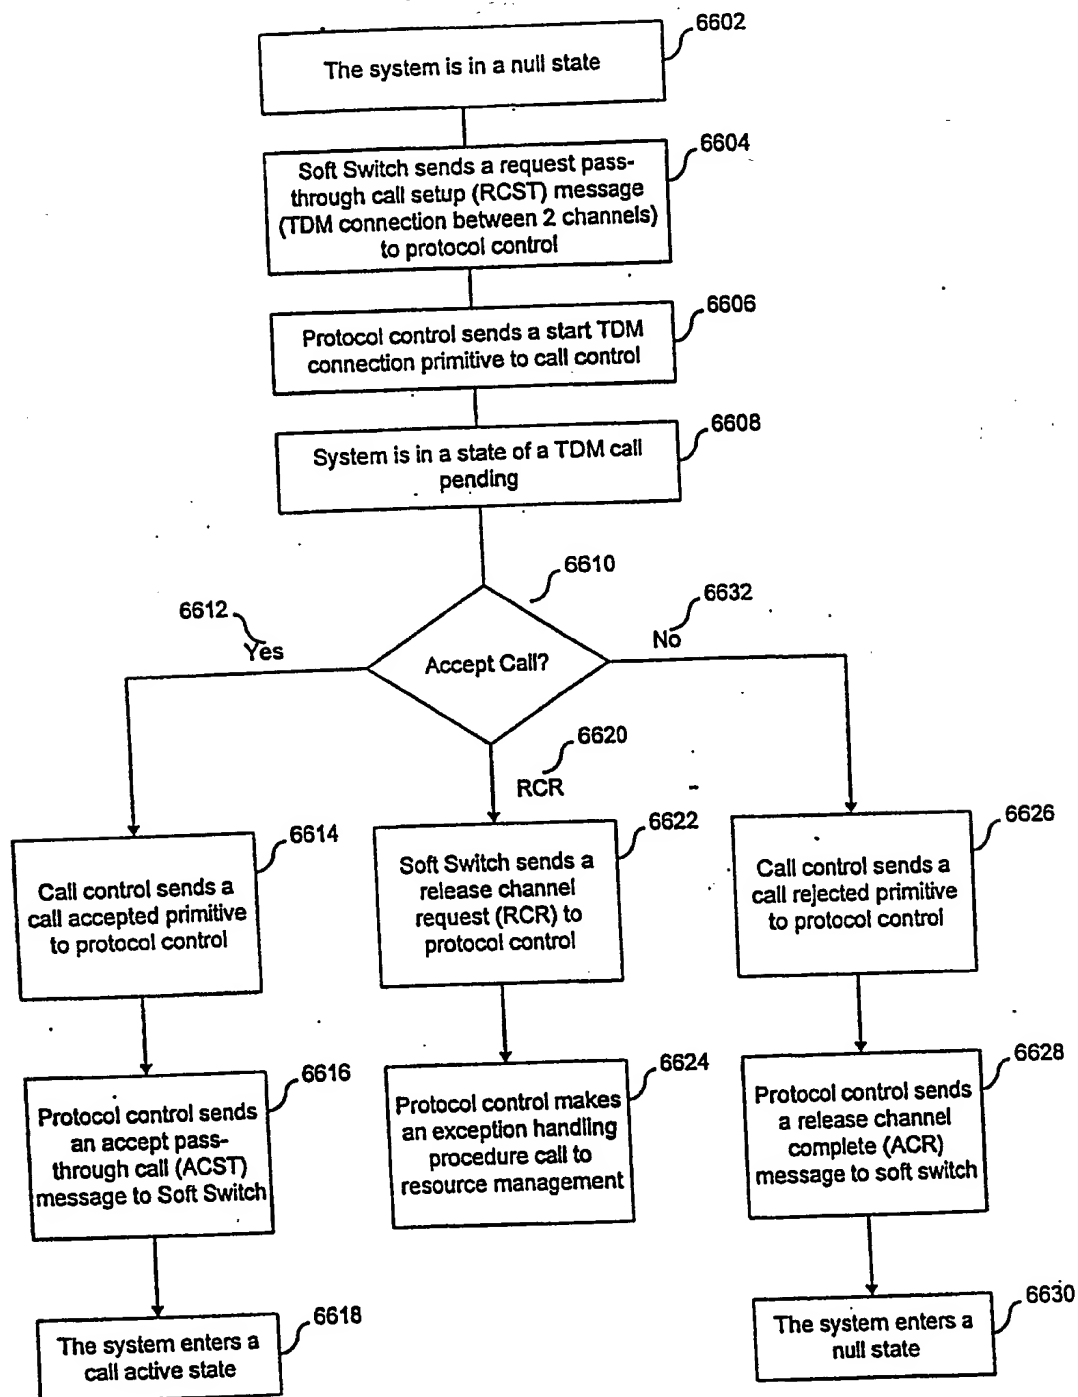 6602
The system is in a null state
6604
Soft Switch sends a request pass-
through call setup (RCST) message
(TDM connection between 2 channels)
to protocol control
6606
Protocol control sends a start TDM
connection primitive to call control
6608
System is in a state of a TDM call
pending
6610
6612
Yes
6632
No
Accept Call?
6620
RCR
6614
Call control sends a
call accepted primitive
to protocol control
6622
Soft Switch sends a
release channel
request (RCR) to
protocol control
6626
Call control sends a
call rejected primitive
to protocol control
6616
Protocol control sends
an accept pass-
through call (ACST)
message to Soft Switch
6624
Protocol control makes
an exception handling
procedure call to
resource management
6628
Protocol control sends
a release channel
complete (ACR)
message to soft switch
6618
The system enters a
call active state
6630
The system enters a
null state